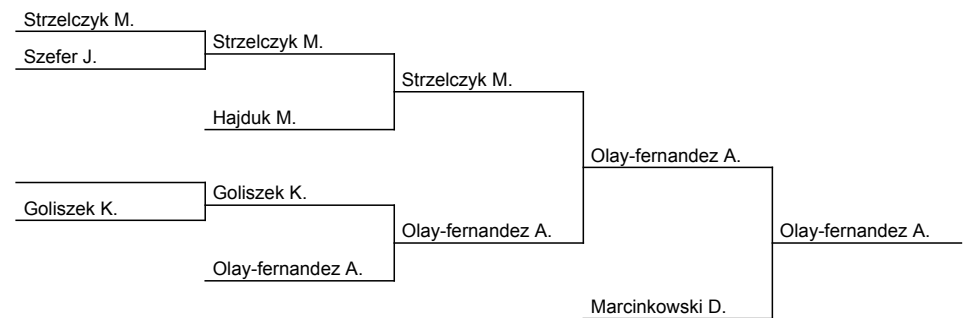 Strzelczyk M.
Szefer J.
Strzelczyk M.
Hajduk M.
Strzelczyk M.
Goliszek K.
Goliszek K.
Olay-fernandez A.
Olay-fernandez A.
Olay-fernandez A.
Marcinkowski D.
Olay-fernandez A.